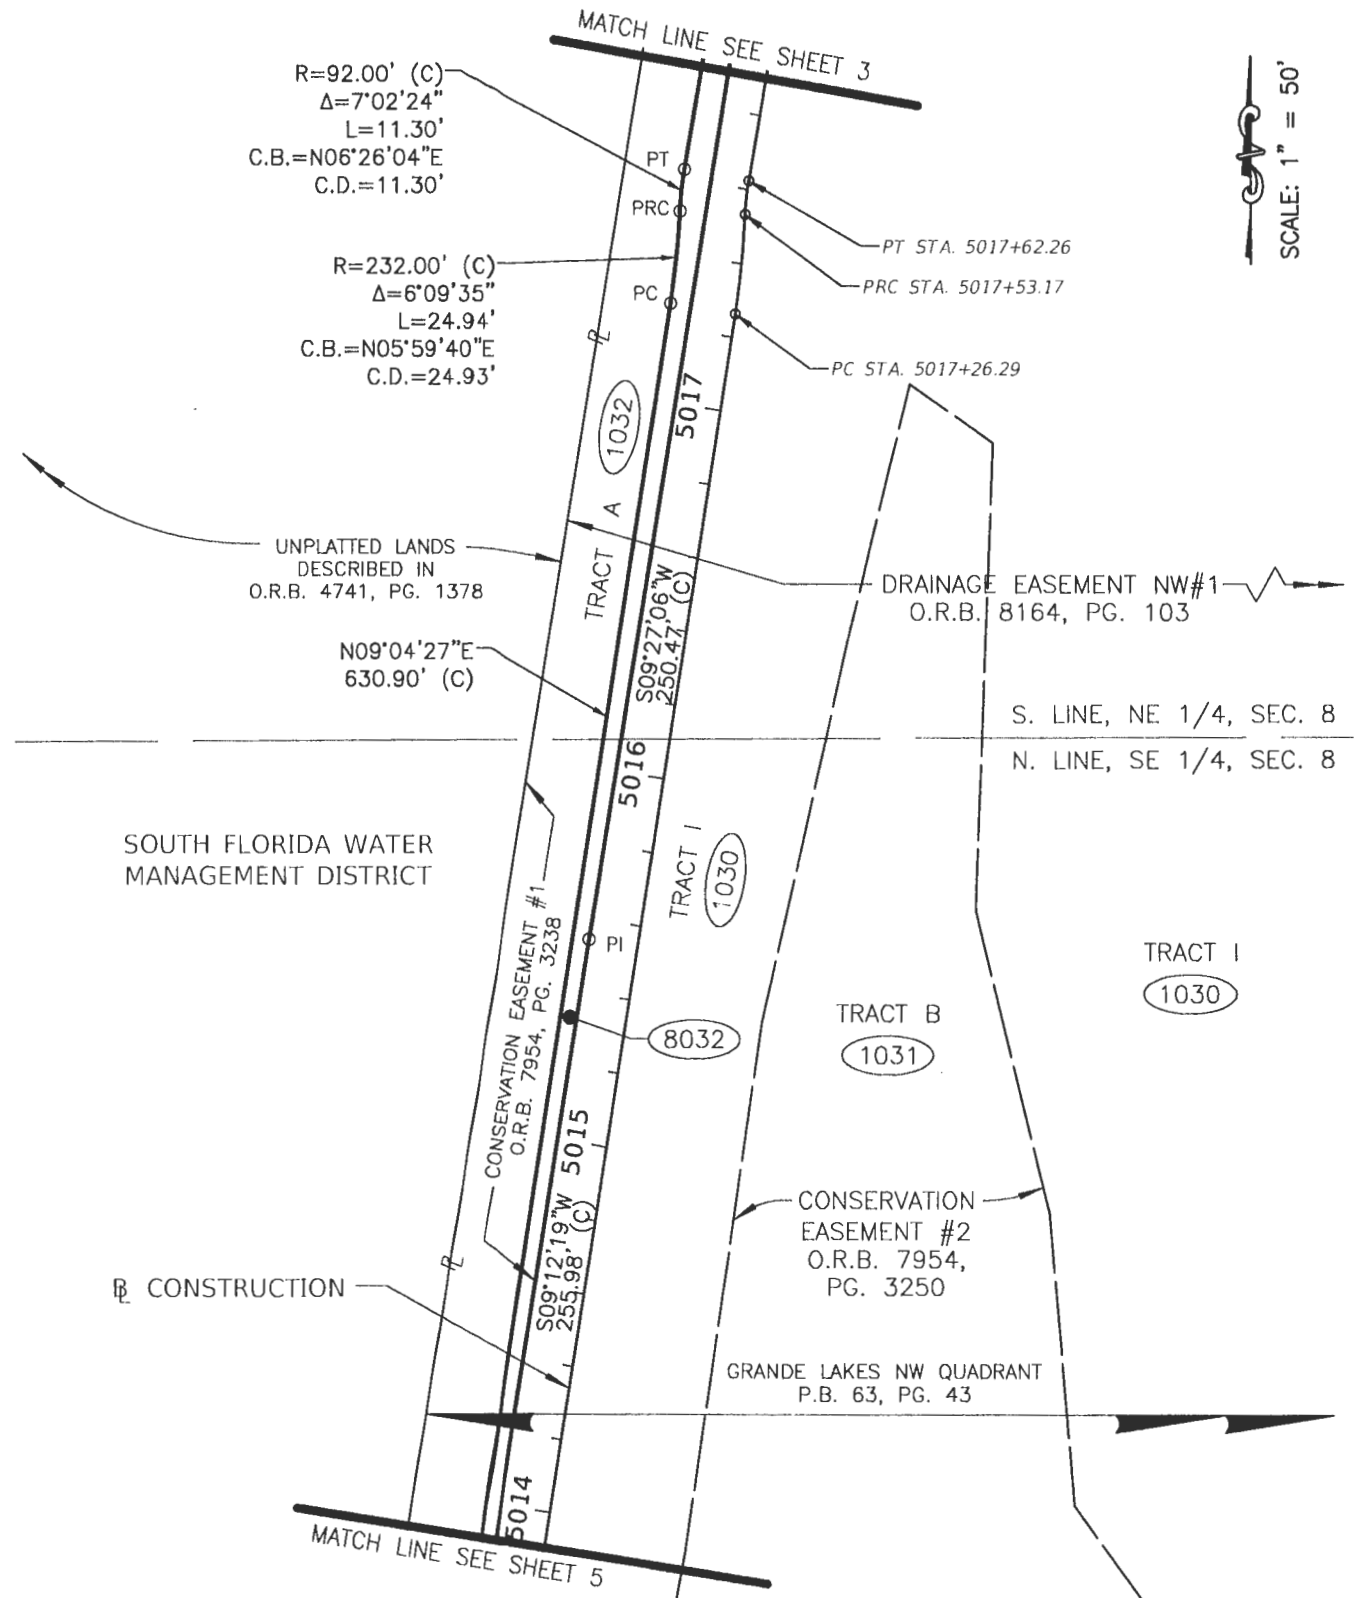 MATCH LINE SEE SHEET 3
R=92.00' (C)
Δ=7°02'24"
L=11.30'
C.B.=N06°26'04"E
C.D.=11.30'
SCALE: 1" = 50'
PT
PRC
R=232.00' (C)
Δ=6°09'35"
L=24.94'
C.B.=N05°59'40"E
C.D.=24.93'
PC
PT STA. 5017+62.26
PRC STA. 5017+53.17
PC STA. 5017+26.29
PL
1032
5017
TRACT A
UNPLATTED LANDS
DESCRIBED IN
O.R.B. 4741, PG. 1378
DRAINAGE EASEMENT NW#1
O.R.B. 8164, PG. 103
S09°27'06"W
250.47' (C)
N09°04'27"E
630.90' (C)
S. LINE, NE 1/4, SEC. 8
N. LINE, SE 1/4, SEC. 8
5016
SOUTH FLORIDA WATER
MANAGEMENT DISTRICT
TRACT I
1030
CONSERVATION EASEMENT #1
O.R.B. 7954, PG. 3238
PI
TRACT I
1030
TRACT B
1031
8032
5015
S09°12'19"W
255.98' (C)
CONSERVATION
EASEMENT #2
O.R.B. 7954,
PG. 3250
PL
BL CONSTRUCTION
GRANDE LAKES NW QUADRANT
P.B. 63, PG. 43
5014
MATCH LINE SEE SHEET 5